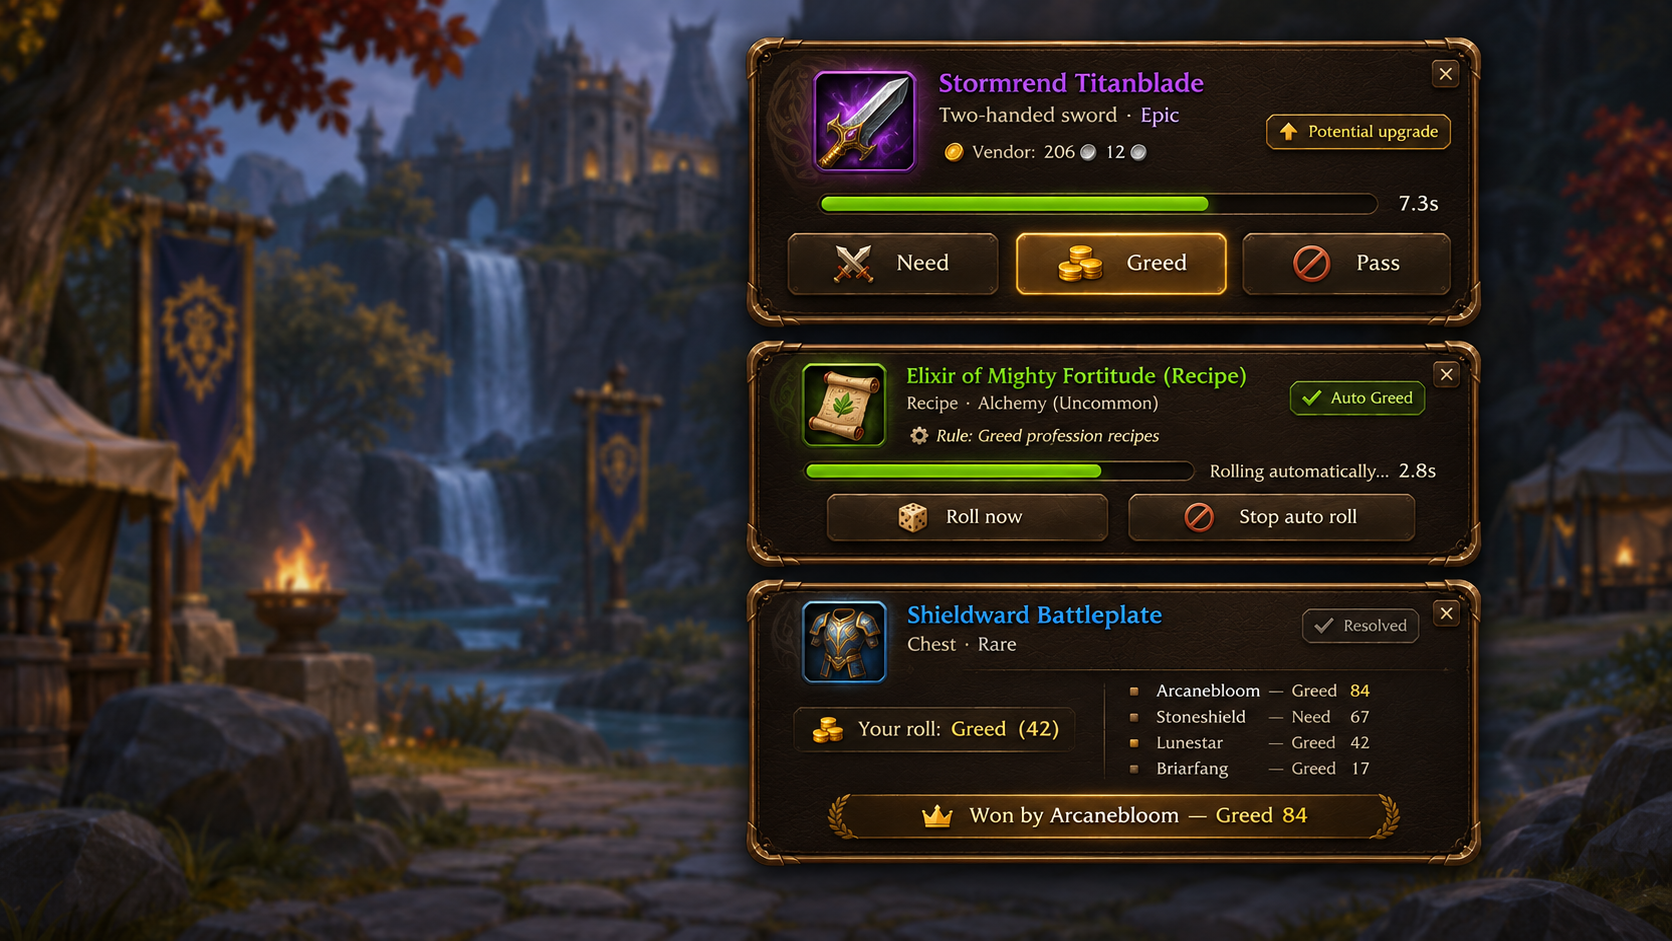 Stormrend Titanblade
Two-handed sword · Epic
Vendor: 206 12
Potential upgrade
7.3s
Need
Greed
Pass
Elixir of Mighty Fortitude (Recipe)
Recipe · Alchemy (Uncommon)
Auto Greed
Rule: Greed profession recipes
Rolling automatically... 2.8s
Roll now
Stop auto roll
Shieldward Battleplate
Chest · Rare
Resolved
Your roll: Greed (42)
Arcanebloom — Greed 84
Stoneshield — Need 67
Lunestar — Greed 42
Briarfang — Greed 17
Won by Arcanebloom — Greed 84